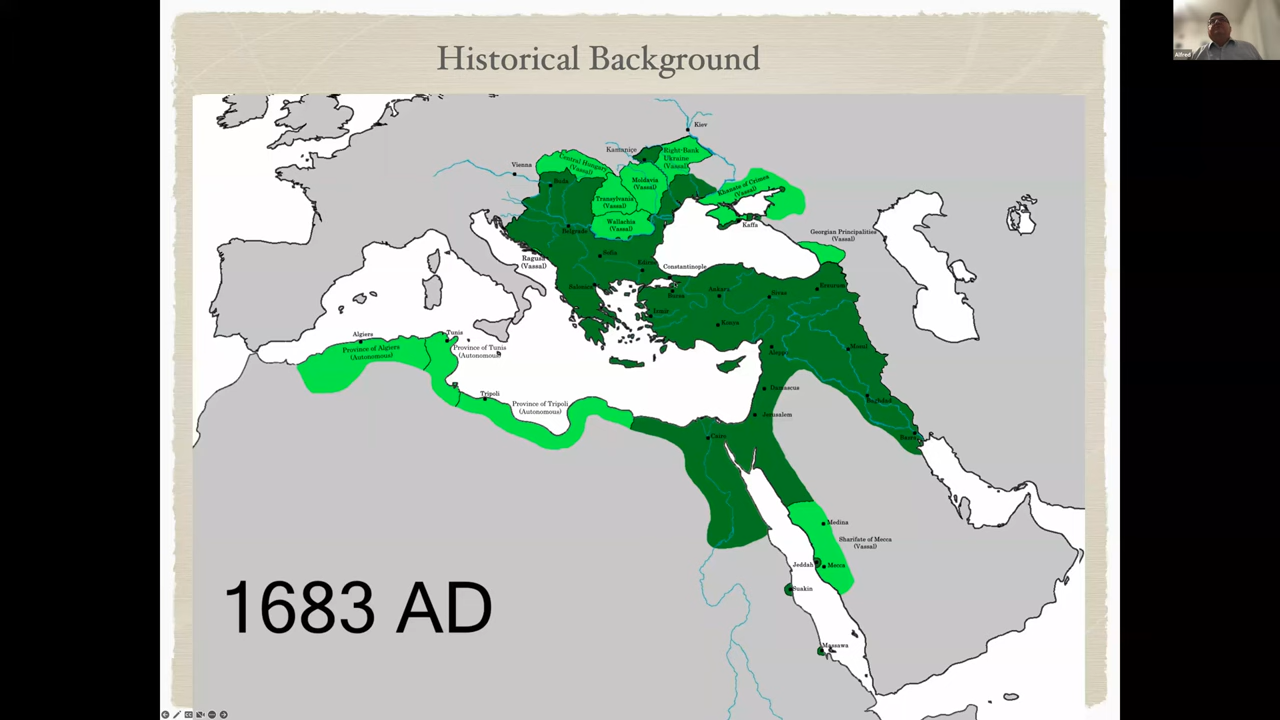 Historical Background
Alfred
Kiev
Kamaniçe
Right-Bank
Ukraine
(Vassal)
Vienna
Central Hungary
(Vassal)
Buda
Moldavia
(Vassal)
Khanate of Crimea
(Vassal)
Transylvania
(Vassal)
Wallachia
(Vassal)
Kaffa
Belgrade
Georgian Principalities
(Vassal)
Ragusa
(Vassal)
Sofia
Edirne
Constantinople
Salonica
Bursa
Ankara
Sivas
Erzurum
Izmir
Konya
Algiers
Province of Algiers
(Autonomous)
Tunis
Province of Tunis
(Autonomous)
Aleppo
Mosul
Tripoli
Province of Tripoli
(Autonomous)
Damascus
Baghdad
Jerusalem
Cairo
Basra
Medina
Sharifate of Mecca
(Vassal)
Jeddah
Mecca
Suakin
Massawa
1683 AD